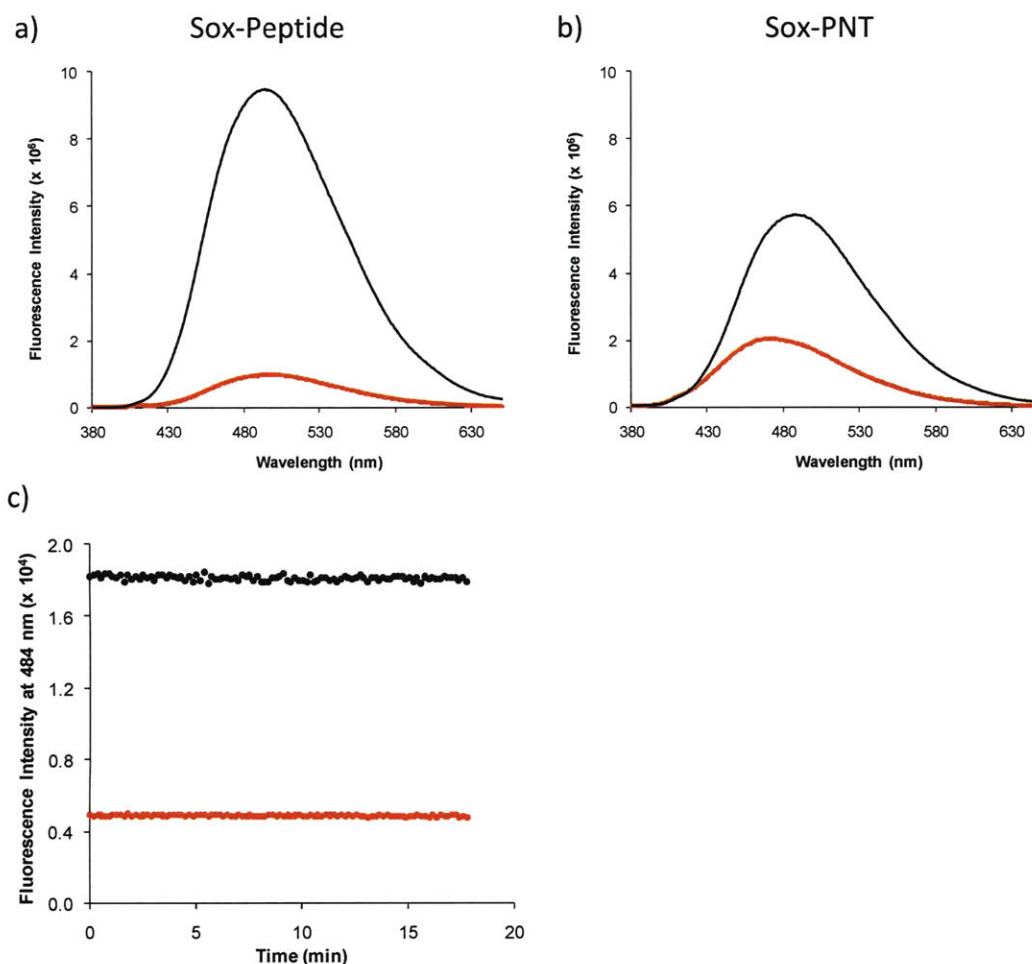 a) Sox-Peptide
Fluorescence Intensity (x 10⁶)
10
8
6
4
2
0
380 430 480 530 580 630
Wavelength (nm)
b) Sox-PNT
Fluorescence Intensity (x 10⁶)
10
8
6
4
2
0
380 430 480 530 580 630
Wavelength (nm)
c)
Fluorescence Intensity at 484 nm (x 10⁴)
2.0
1.6
1.2
0.8
0.4
0.0
0 5 10 15 20
Time (min)